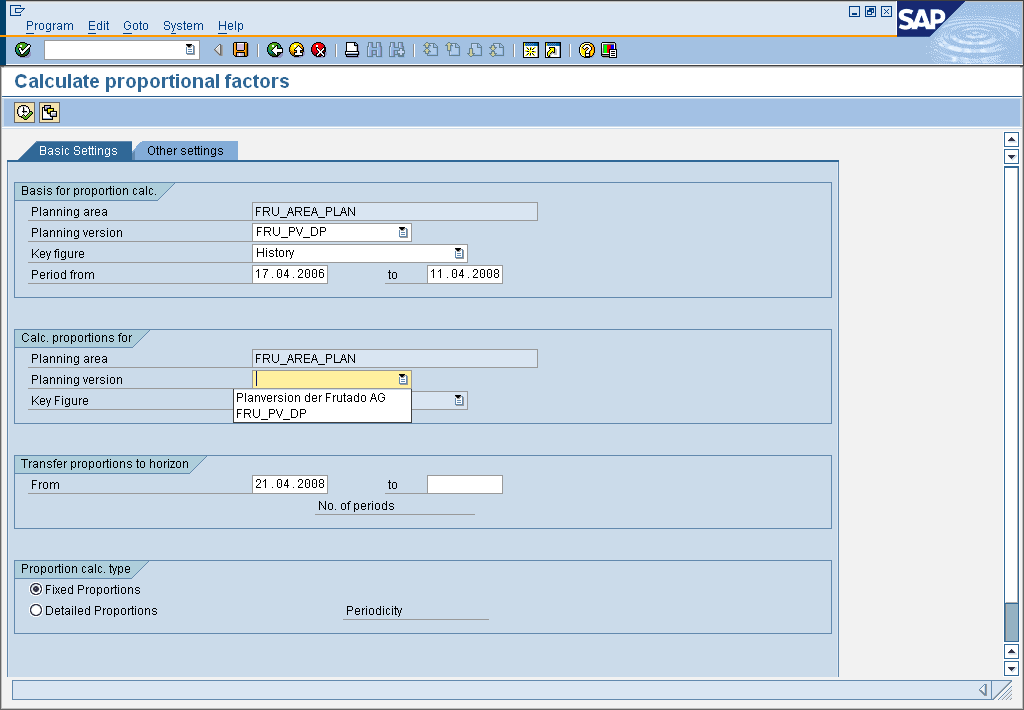 Program Edit Goto System Help
SAP
Calculate proportional factors
Basic Settings Other settings
Basis for proportion calc.
Planning area FRU_AREA_PLAN
Planning version FRU_PV_DP
Key figure History
Period from 17.04.2006 to 11.04.2008
Calc. proportions for
Planning area FRU_AREA_PLAN
Planning version
Key Figure
Planversion der Frutado AG
FRU_PV_DP
Transfer proportions to horizon
From 21.04.2008 to
No. of periods
Proportion calc. type
Fixed Proportions
Detailed Proportions Periodicity